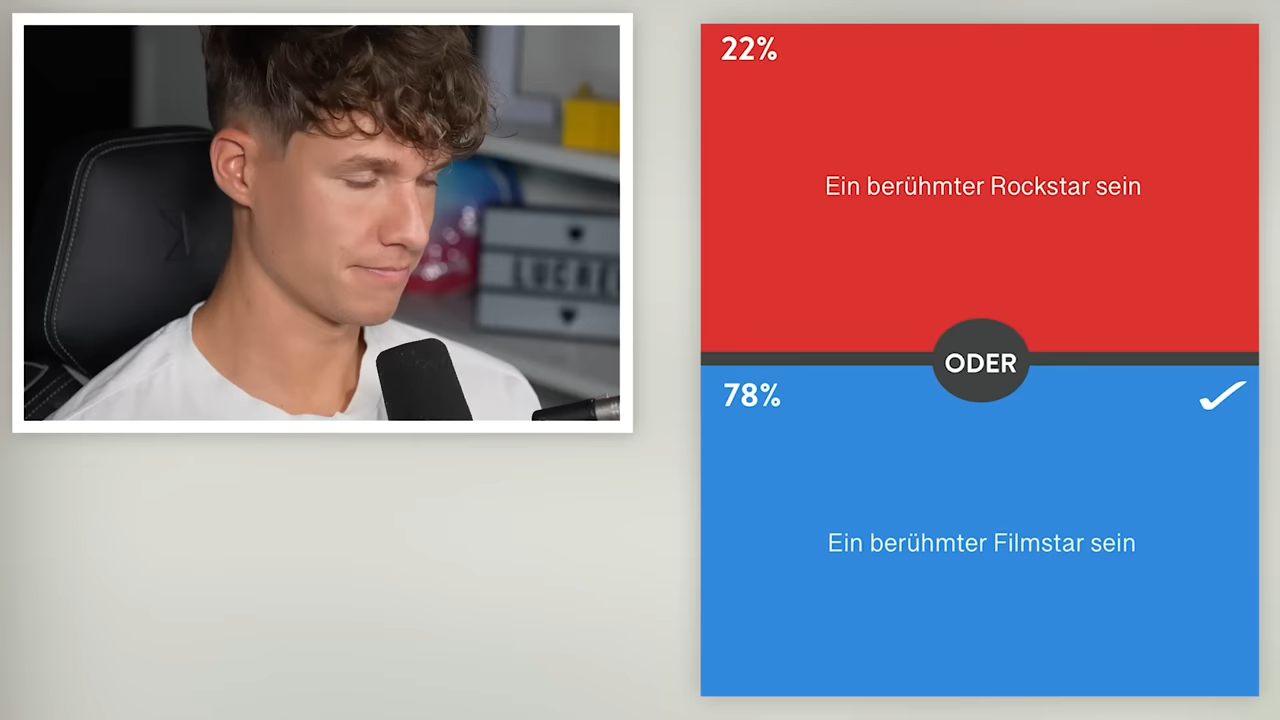 22%
Ein berühmter Rockstar sein
ODER
78%
Ein berühmter Filmstar sein